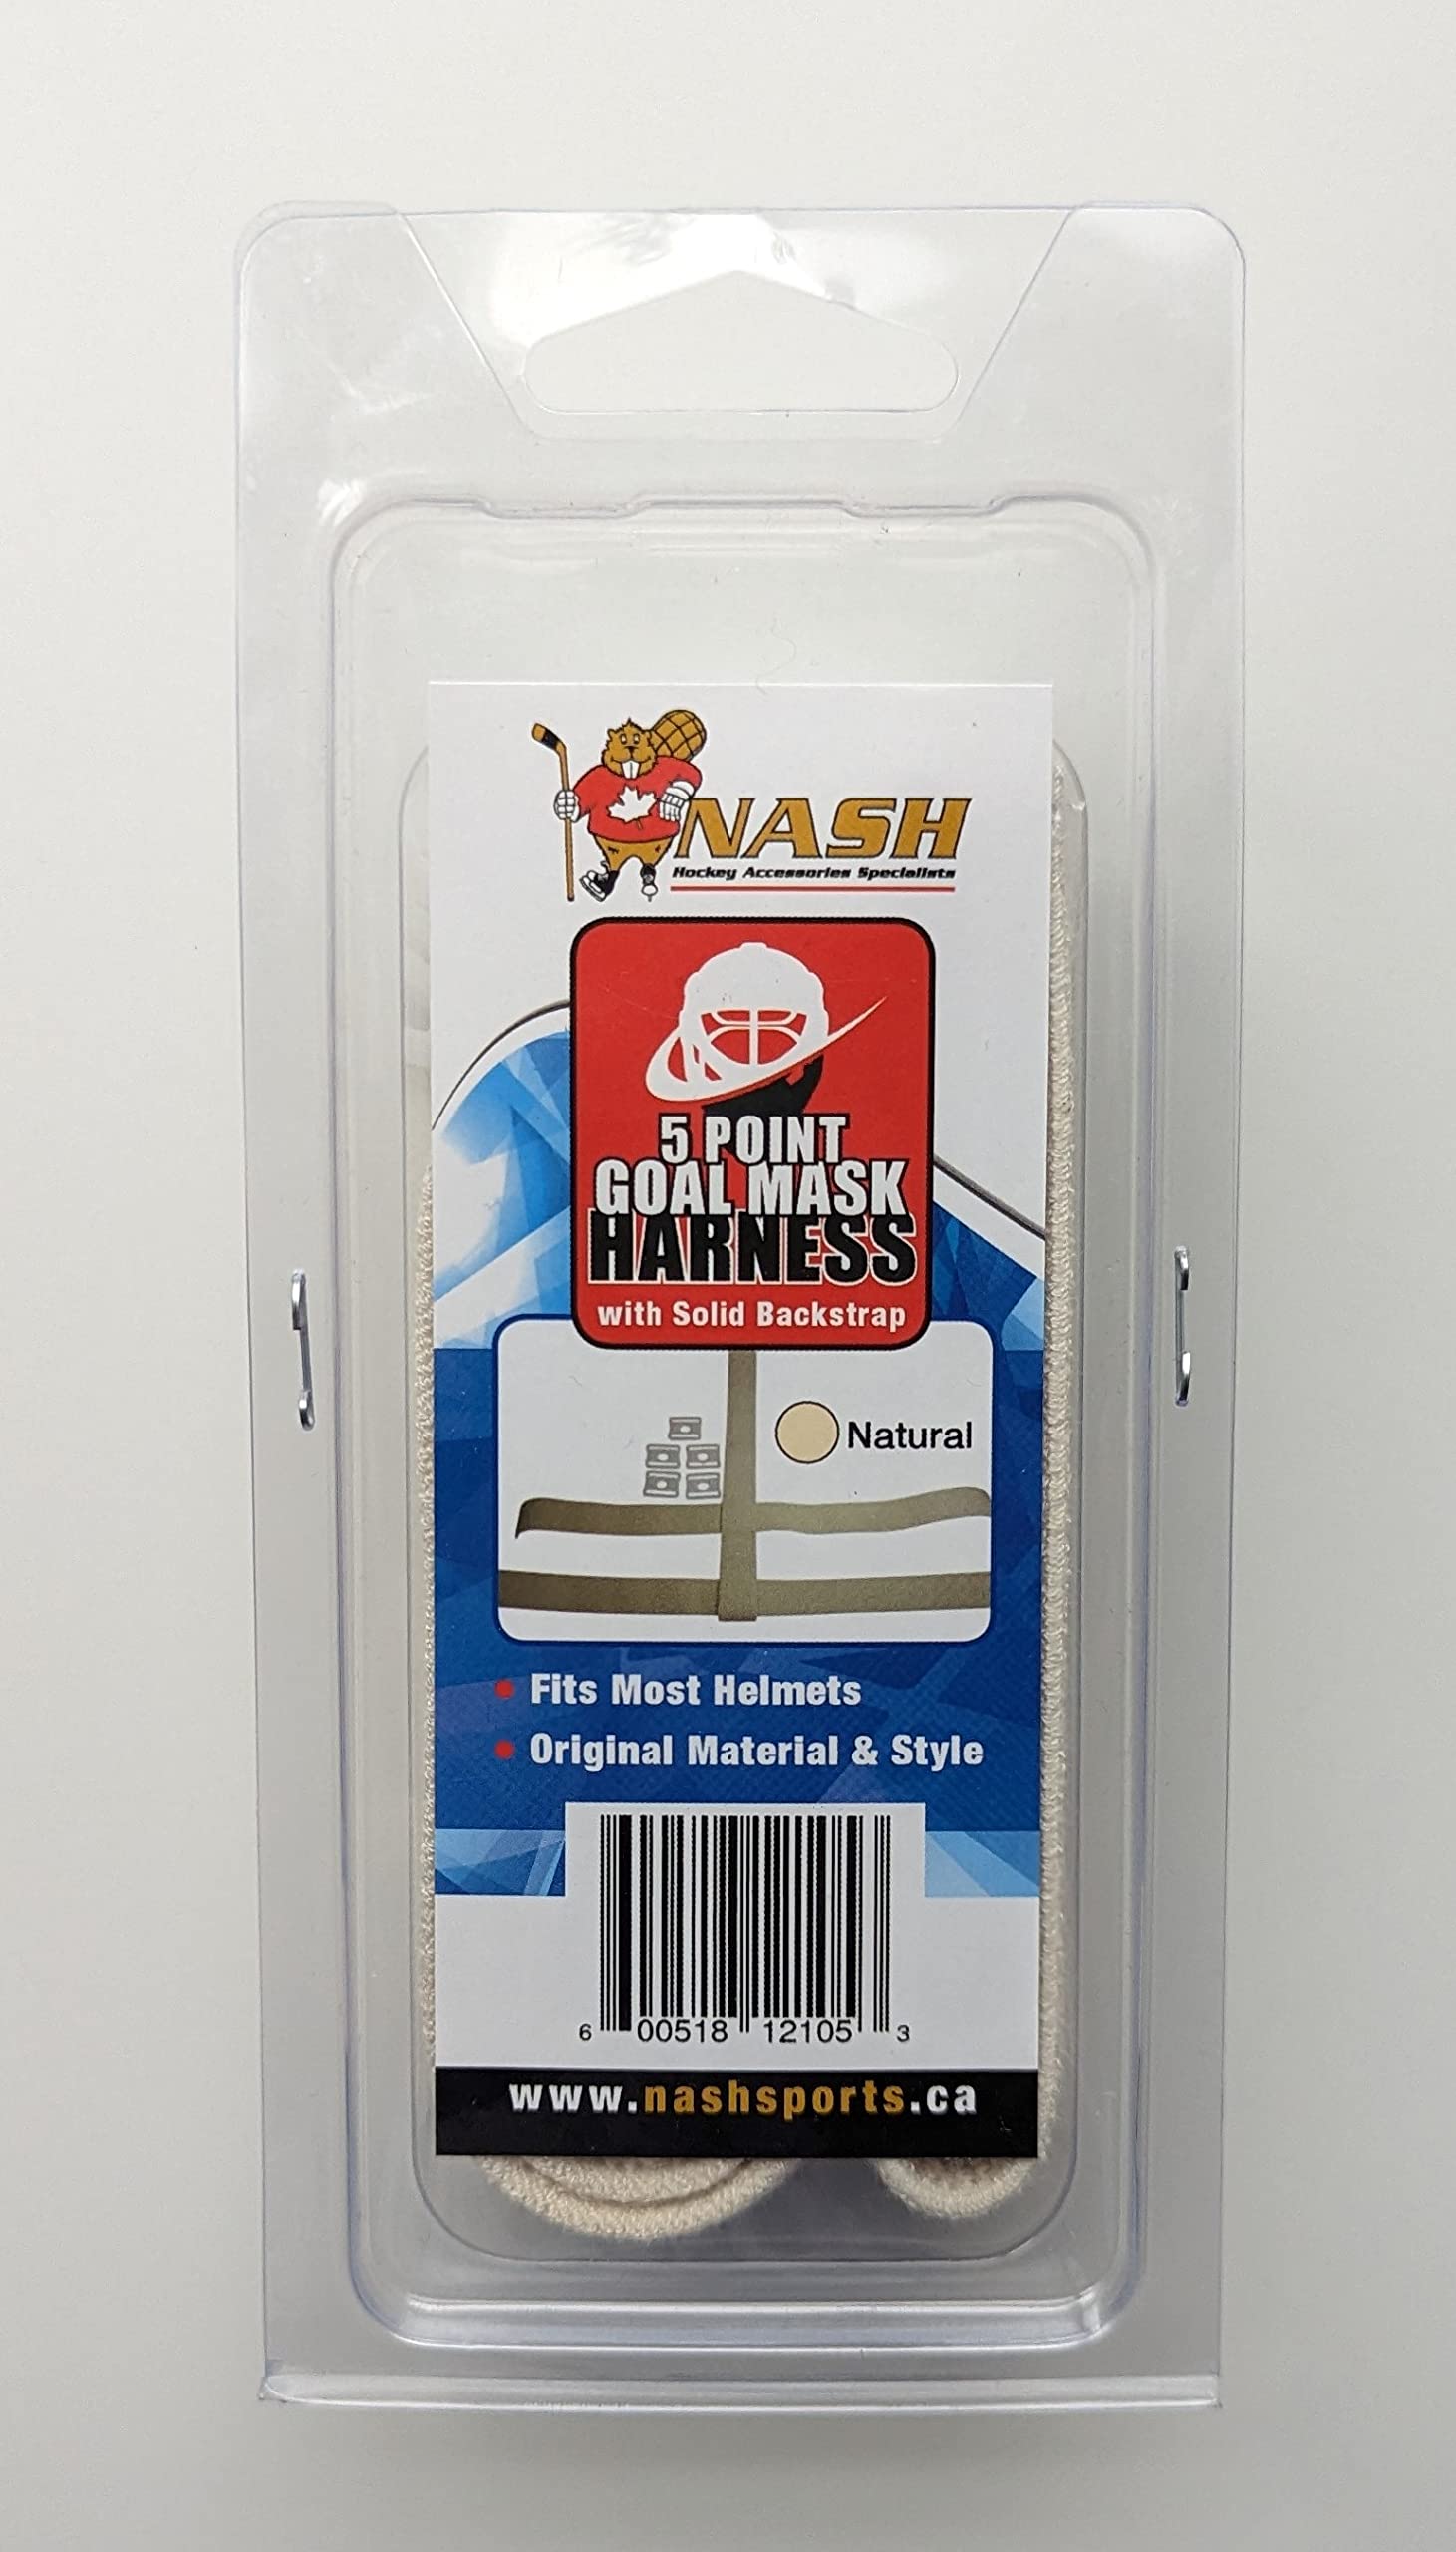 NASH
Hockey Accessories Specialists
5 POINT
GOAL MASK
HARNESS
with Solid Backstrap
Natural
• Fits Most Helmets
• Original Material & Style
6 00518 12105 3
www.nashsports.ca